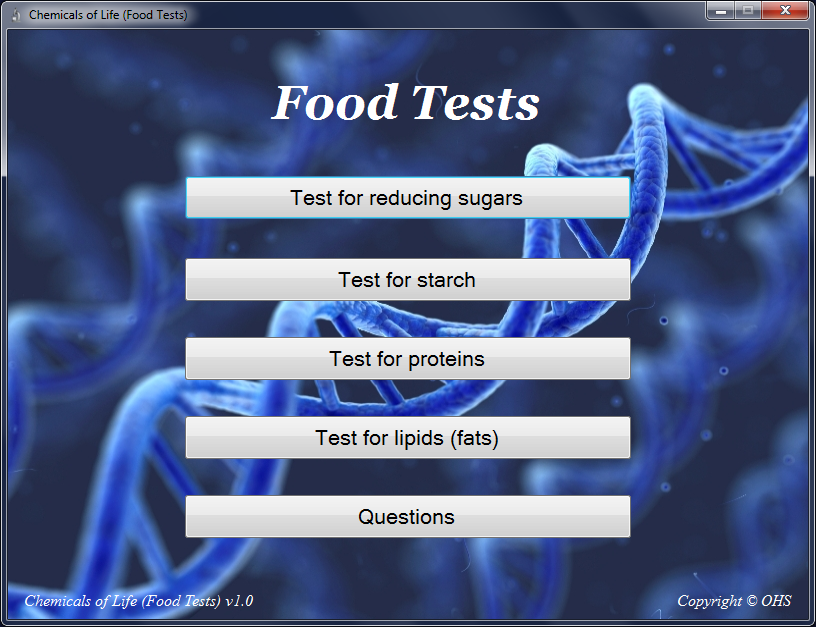 Chemicals of Life (Food Tests)
Food Tests
Test for reducing sugars
Test for starch
Test for proteins
Test for lipids (fats)
Questions
Chemicals of Life (Food Tests) v1.0
Copyright © OHS